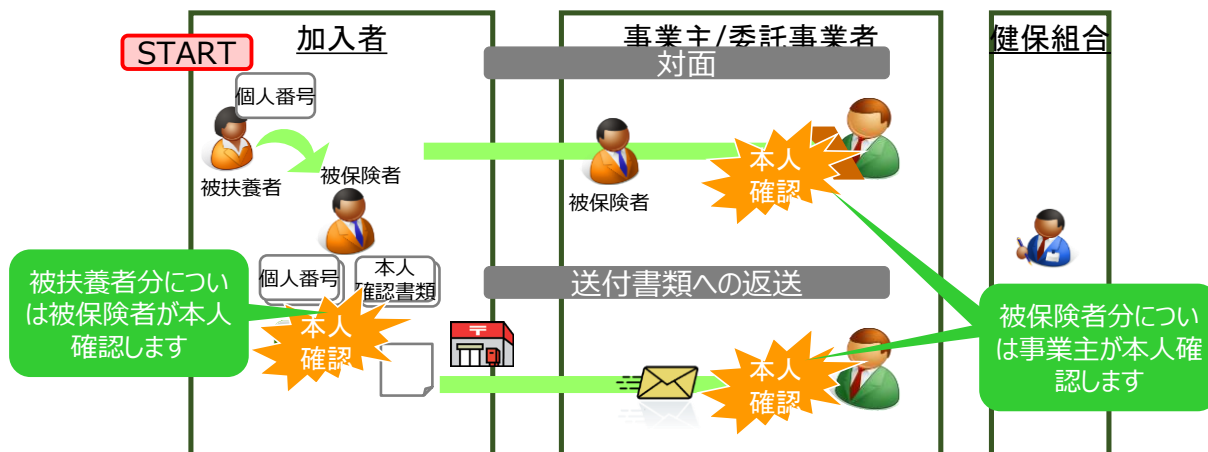 START
加入者
事業主/委託事業者
健保組合
対面
個人番号
被扶養者
被保険者
被保険者
本人
確認
個人番号
本人
確認書類
本人
確認
被扶養者分につい
は被保険者が本人
確認します
送付書類への返送
〒
本人
確認
被保険者分につい
は事業主が本人確
認します